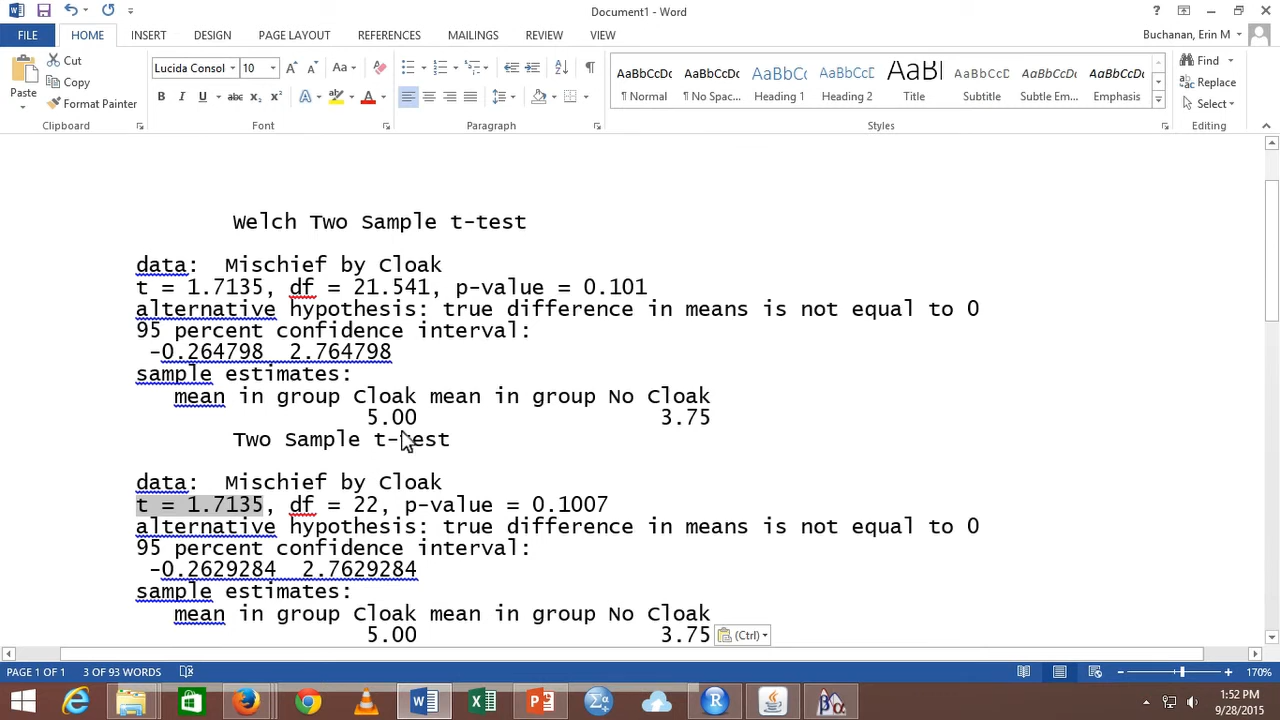 Document1 - Word
?
FILE HOME INSERT DESIGN PAGE LAYOUT REFERENCES MAILINGS REVIEW VIEW Buchanan, Erin M
Paste
Cut
Copy
Format Painter
Clipboard
Lucida Consol 10
B I U abc x₂ x²
Font
Paragraph
AaBbCcDc AaBbCcDc AaBbC AaBbCcC AaBl AaBbCcD AaBbCcDc AaBbCcDc
¶ Normal ¶ No Spac... Heading 1 Heading 2 Title Subtitle Subtle Em... Emphasis
Styles
Find
Replace
Select
Editing
Welch Two Sample t-test
data: Mischief by Cloak
t = 1.7135, df = 21.541, p-value = 0.101
alternative hypothesis: true difference in means is not equal to 0
95 percent confidence interval:
-0.264798 2.764798
sample estimates:
mean in group Cloak mean in group No Cloak
5.00 3.75
Two Sample t-test
data: Mischief by Cloak
t = 1.7135, df = 22, p-value = 0.1007
alternative hypothesis: true difference in means is not equal to 0
95 percent confidence interval:
-0.2629284 2.7629284
sample estimates:
mean in group Cloak mean in group No Cloak
5.00 3.75
(Ctrl)
PAGE 1 OF 1 3 OF 93 WORDS 170%
1:52 PM
9/28/2015